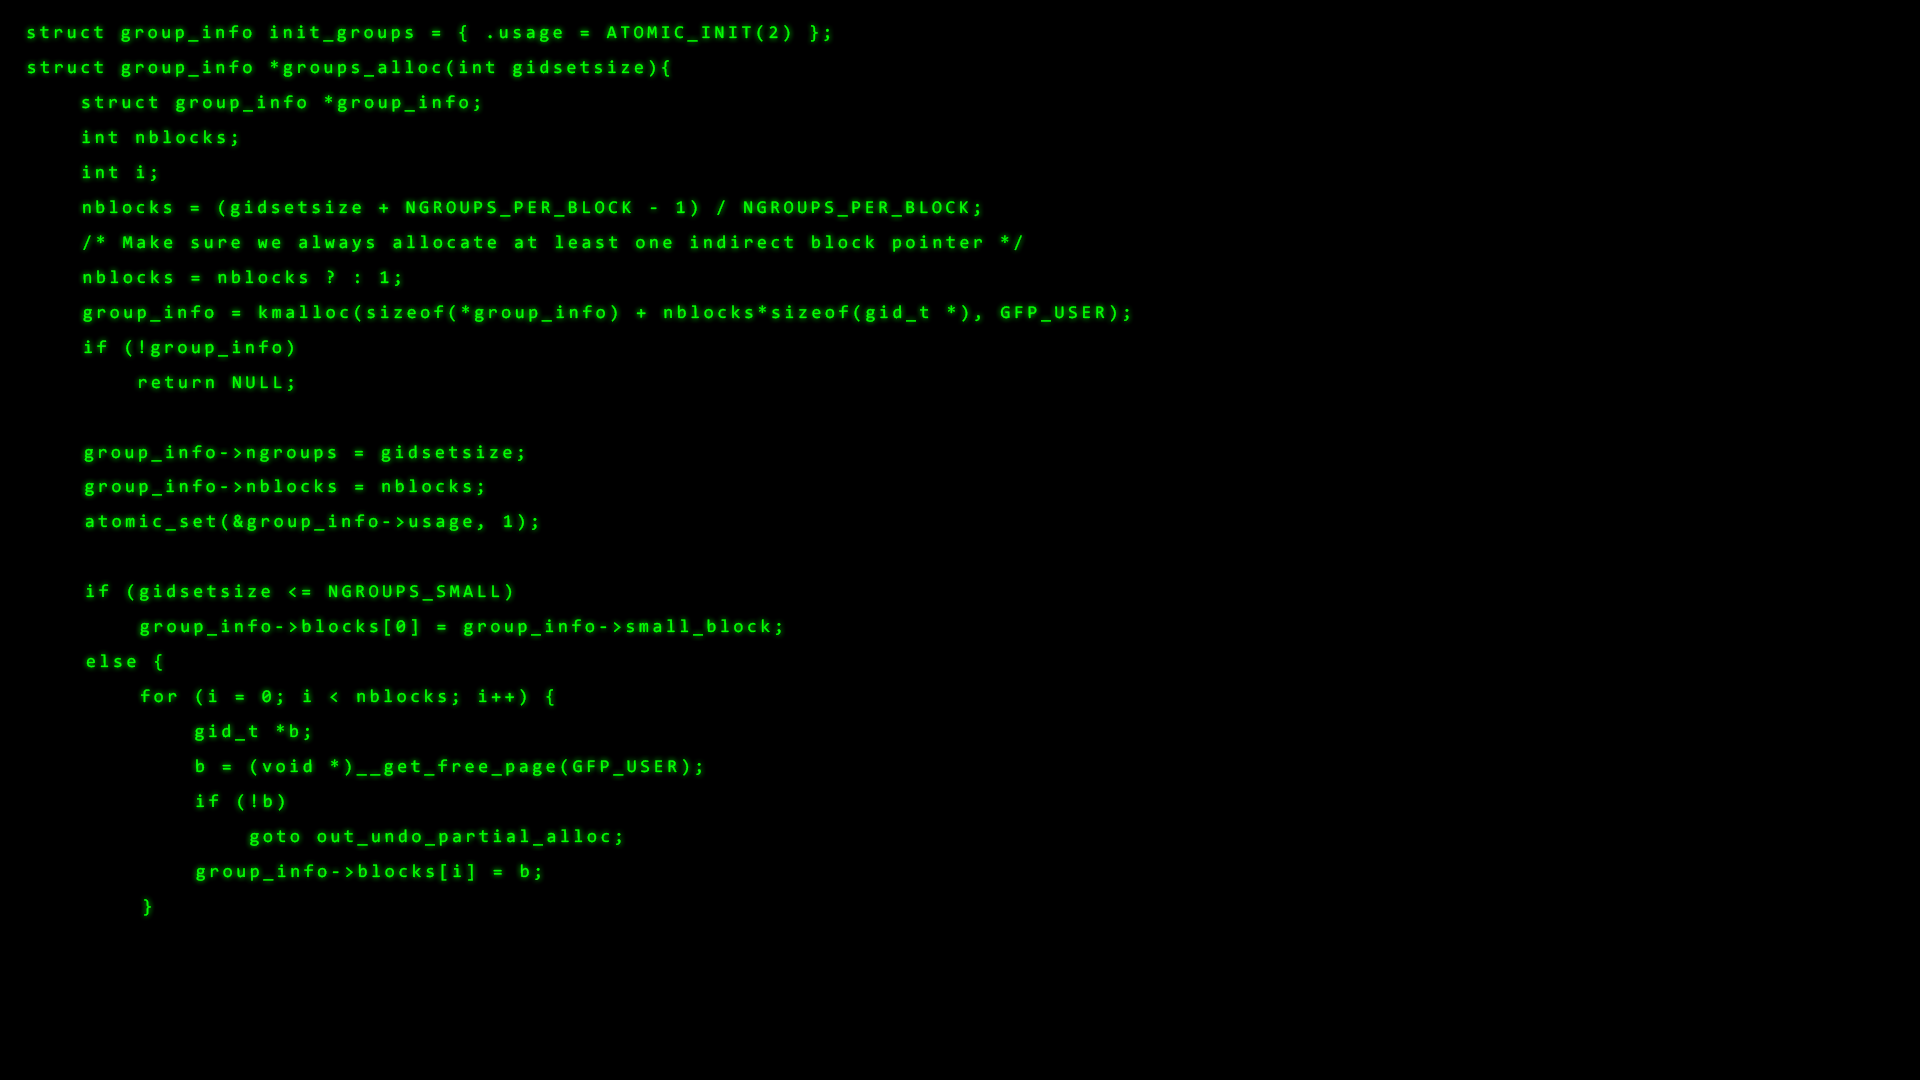 struct group_info init_groups = { .usage = ATOMIC_INIT(2) };
struct group_info *groups_alloc(int gidsetsize){
    struct group_info *group_info;
    int nblocks;
    int i;
    nblocks = (gidsetsize + NGROUPS_PER_BLOCK - 1) / NGROUPS_PER_BLOCK;
    /* Make sure we always allocate at least one indirect block pointer */
    nblocks = nblocks ? : 1;
    group_info = kmalloc(sizeof(*group_info) + nblocks*sizeof(gid_t *), GFP_USER);
    if (!group_info)
        return NULL;

    group_info->ngroups = gidsetsize;
    group_info->nblocks = nblocks;
    atomic_set(&group_info->usage, 1);

    if (gidsetsize <= NGROUPS_SMALL)
        group_info->blocks[0] = group_info->small_block;
    else {
        for (i = 0; i < nblocks; i++) {
            gid_t *b;
            b = (void *)__get_free_page(GFP_USER);
            if (!b)
                goto out_undo_partial_alloc;
            group_info->blocks[i] = b;
        }